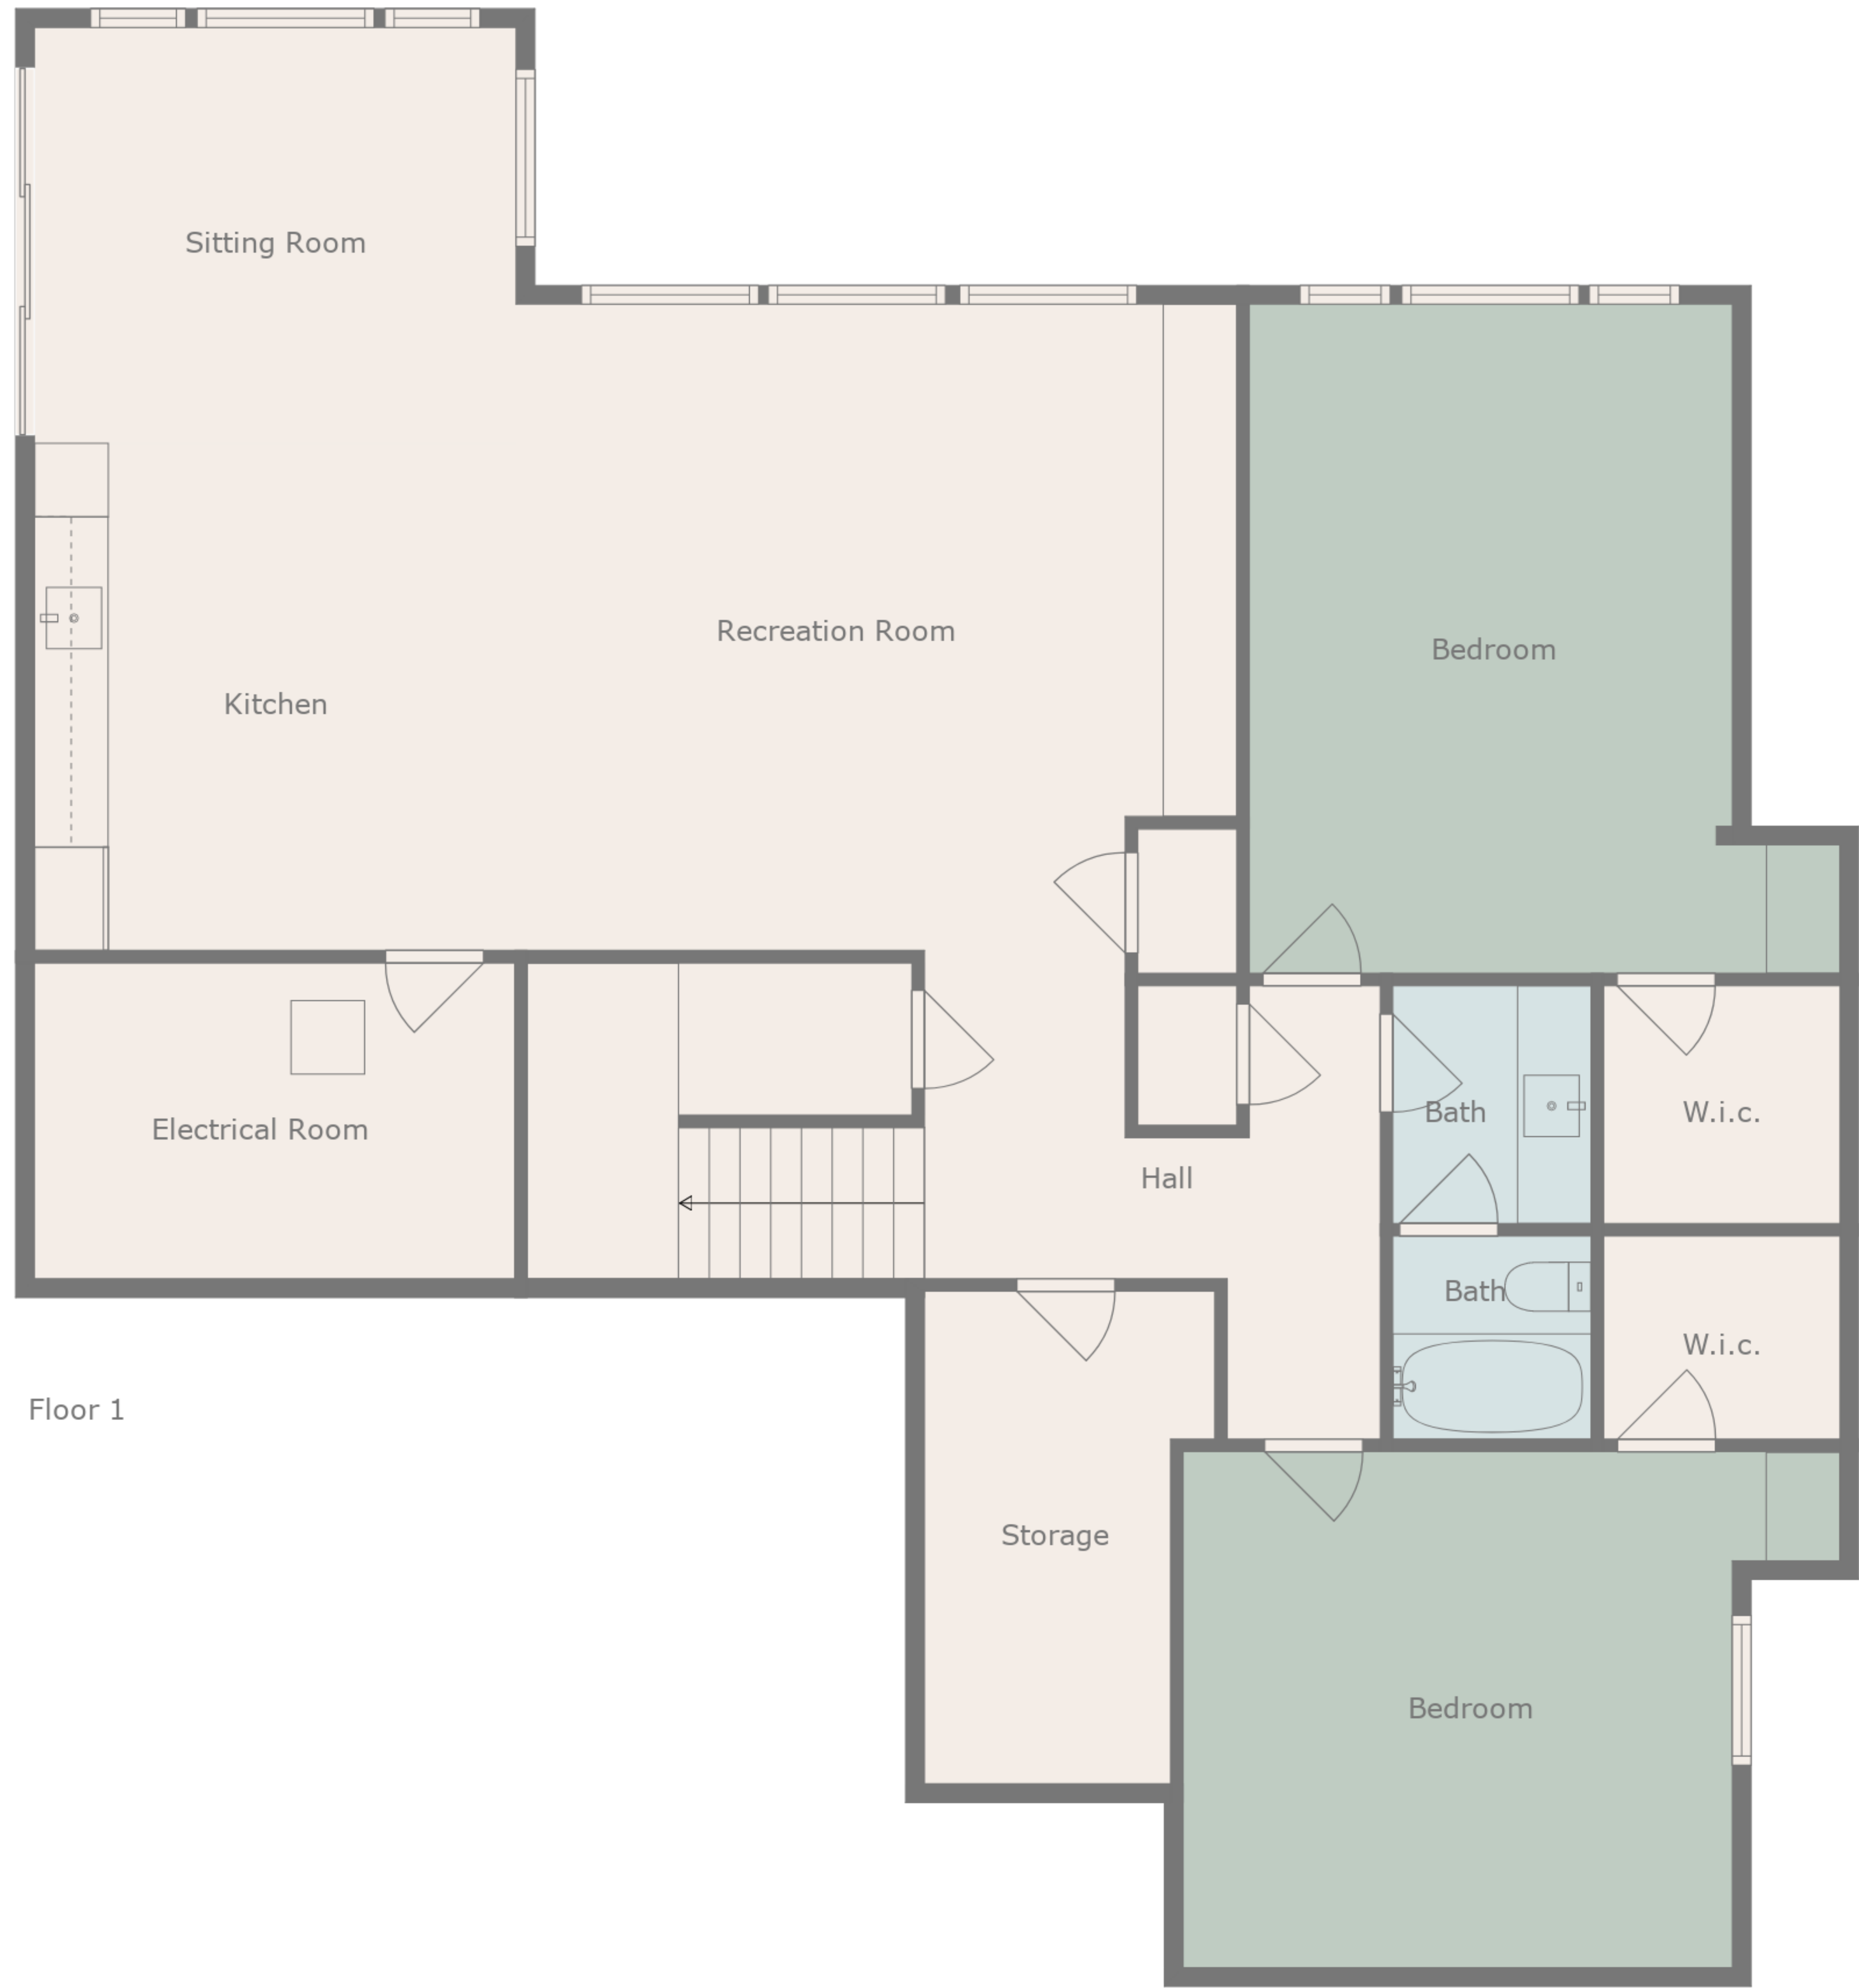 Sitting Room
Recreation Room
Bedroom
Kitchen
Electrical Room
Bath
W.i.c.
Hall
Bath
W.i.c.
Floor 1
Storage
Bedroom